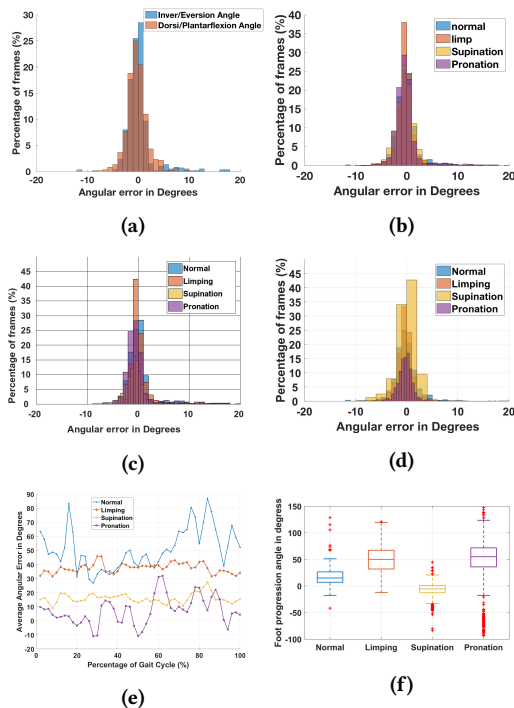 Percentage of frames (%)
30
25
20
15
10
5
0
-20
-10
0
10
20
Angular error in Degrees
Inver/Eversion Angle
Dorsi/Plantarflexion Angle
(a)
Percentage of frames (%)
40
35
30
25
20
15
10
5
0
-20
-10
0
10
20
Angular error in Degrees
normal
limp
Supination
Pronation
(b)
Percentage of frames (%)
45
40
35
30
25
20
15
10
5
0
-20
-10
0
10
20
Angular error in Degrees
Normal
Limping
Supination
Pronation
(c)
Percentage of frames (%)
45
40
35
30
25
20
15
10
5
0
-20
-10
0
10
20
Angular error in Degrees
Normal
Limping
Supination
Pronation
(d)
Average Angular Error in Degrees
90
80
70
60
50
40
30
20
10
0
-10
-20
0
20
40
60
80
100
Percentage of Gait Cycle (%)
Normal
Limping
Supination
Pronation
(e)
Foot progression angle in degress
150
100
50
0
-50
-100
Normal
Limping
Supination
Pronation
(f)